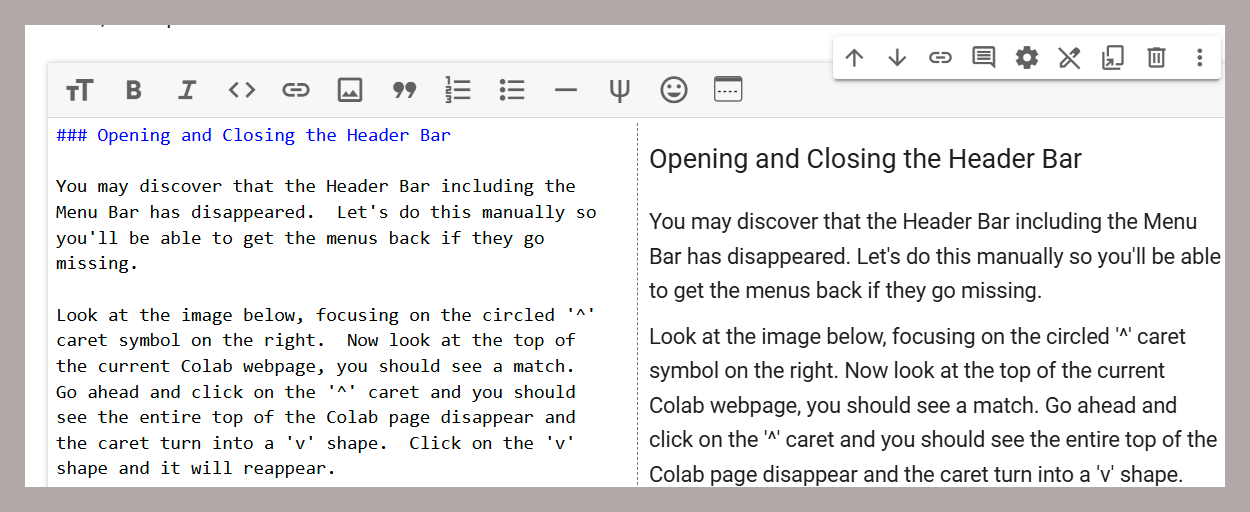 ### Opening and Closing the Header Bar
You may discover that the Header Bar including the
Menu Bar has disappeared.  Let's do this manually so
you'll be able to get the menus back if they go
missing.
Look at the image below, focusing on the circled '^'
caret symbol on the right.  Now look at the top of
the current Colab webpage, you should see a match.
Go ahead and click on the '^' caret and you should
see the entire top of the Colab page disappear and
the caret turn into a 'v' shape.  Click on the 'v'
shape and it will reappear.
Opening and Closing the Header Bar
You may discover that the Header Bar including the Menu
Bar has disappeared. Let's do this manually so you'll be able
to get the menus back if they go missing.
Look at the image below, focusing on the circled '^' caret
symbol on the right. Now look at the top of the current
Colab webpage, you should see a match. Go ahead and
click on the '^' caret and you should see the entire top of the
Colab page disappear and the caret turn into a 'v' shape.